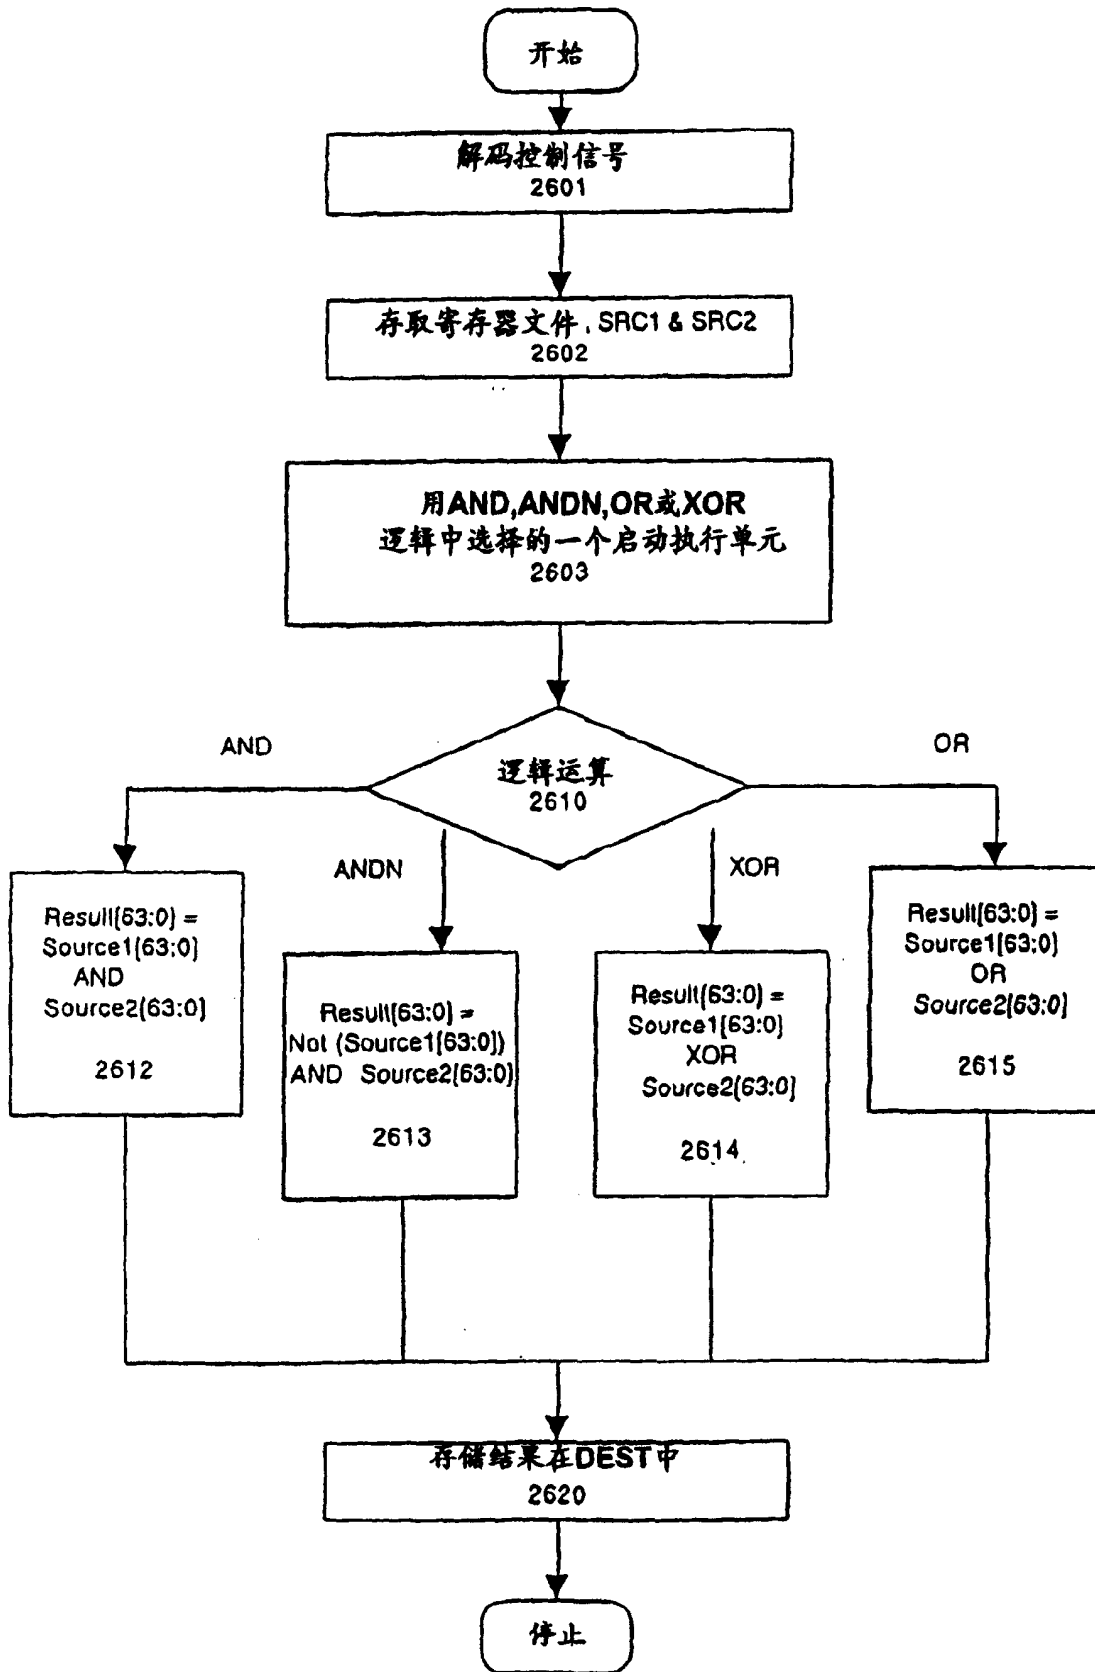 开始
解码控制信号
2601
存取寄存器文件, SRC1 & SRC2
2602
用AND,ANDN,OR或XOR
逻辑中选择的一个启动执行单元
2603
逻辑运算
2610
AND
OR
ANDN
XOR
Result(63:0) =
Source1(63:0)
AND
Source2(63:0)
2612
Result(63:0) =
Not (Source1(63:0))
AND Source2(63:0)
2613
Result(63:0) =
Source1(63:0)
XOR
Source2(63:0)
2614
Result(63:0) =
Source1(63:0)
OR
Source2(63:0)
2615
存储结果在DEST中
2620
停止